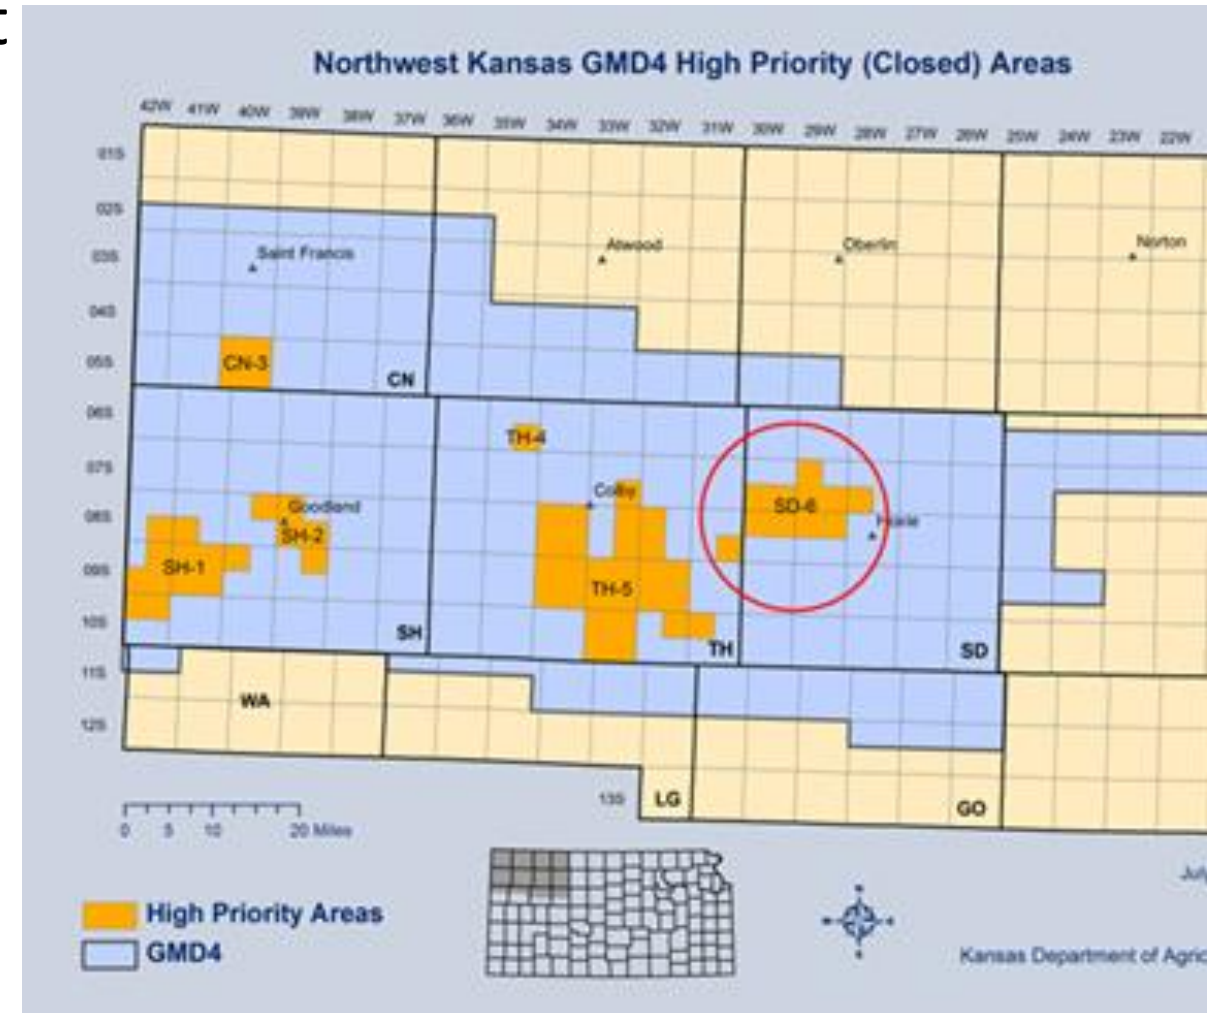 t
Northwest Kansas GMD4 High Priority (Closed) Areas
42W 41W 40W 39W 38W 37W 36W 35W 34W 33W 32W 31W 30W 29W 28W 27W 26W 25W 24W 23W 22W
01S
02S
03S
04S
05S
06S
07S
08S
09S
10S
11S
12S
13S
Saint Francis
Atwood
Oberlin
Norton
CN-3
CN
TH-4
Colby
Goodland
SH-2
SH-1
SD-6
Hoxie
TH-5
SH
TH
SD
WA
LG
GO
0 5 10 20 Miles
High Priority Areas
GMD4
July
Kansas Department of Agric